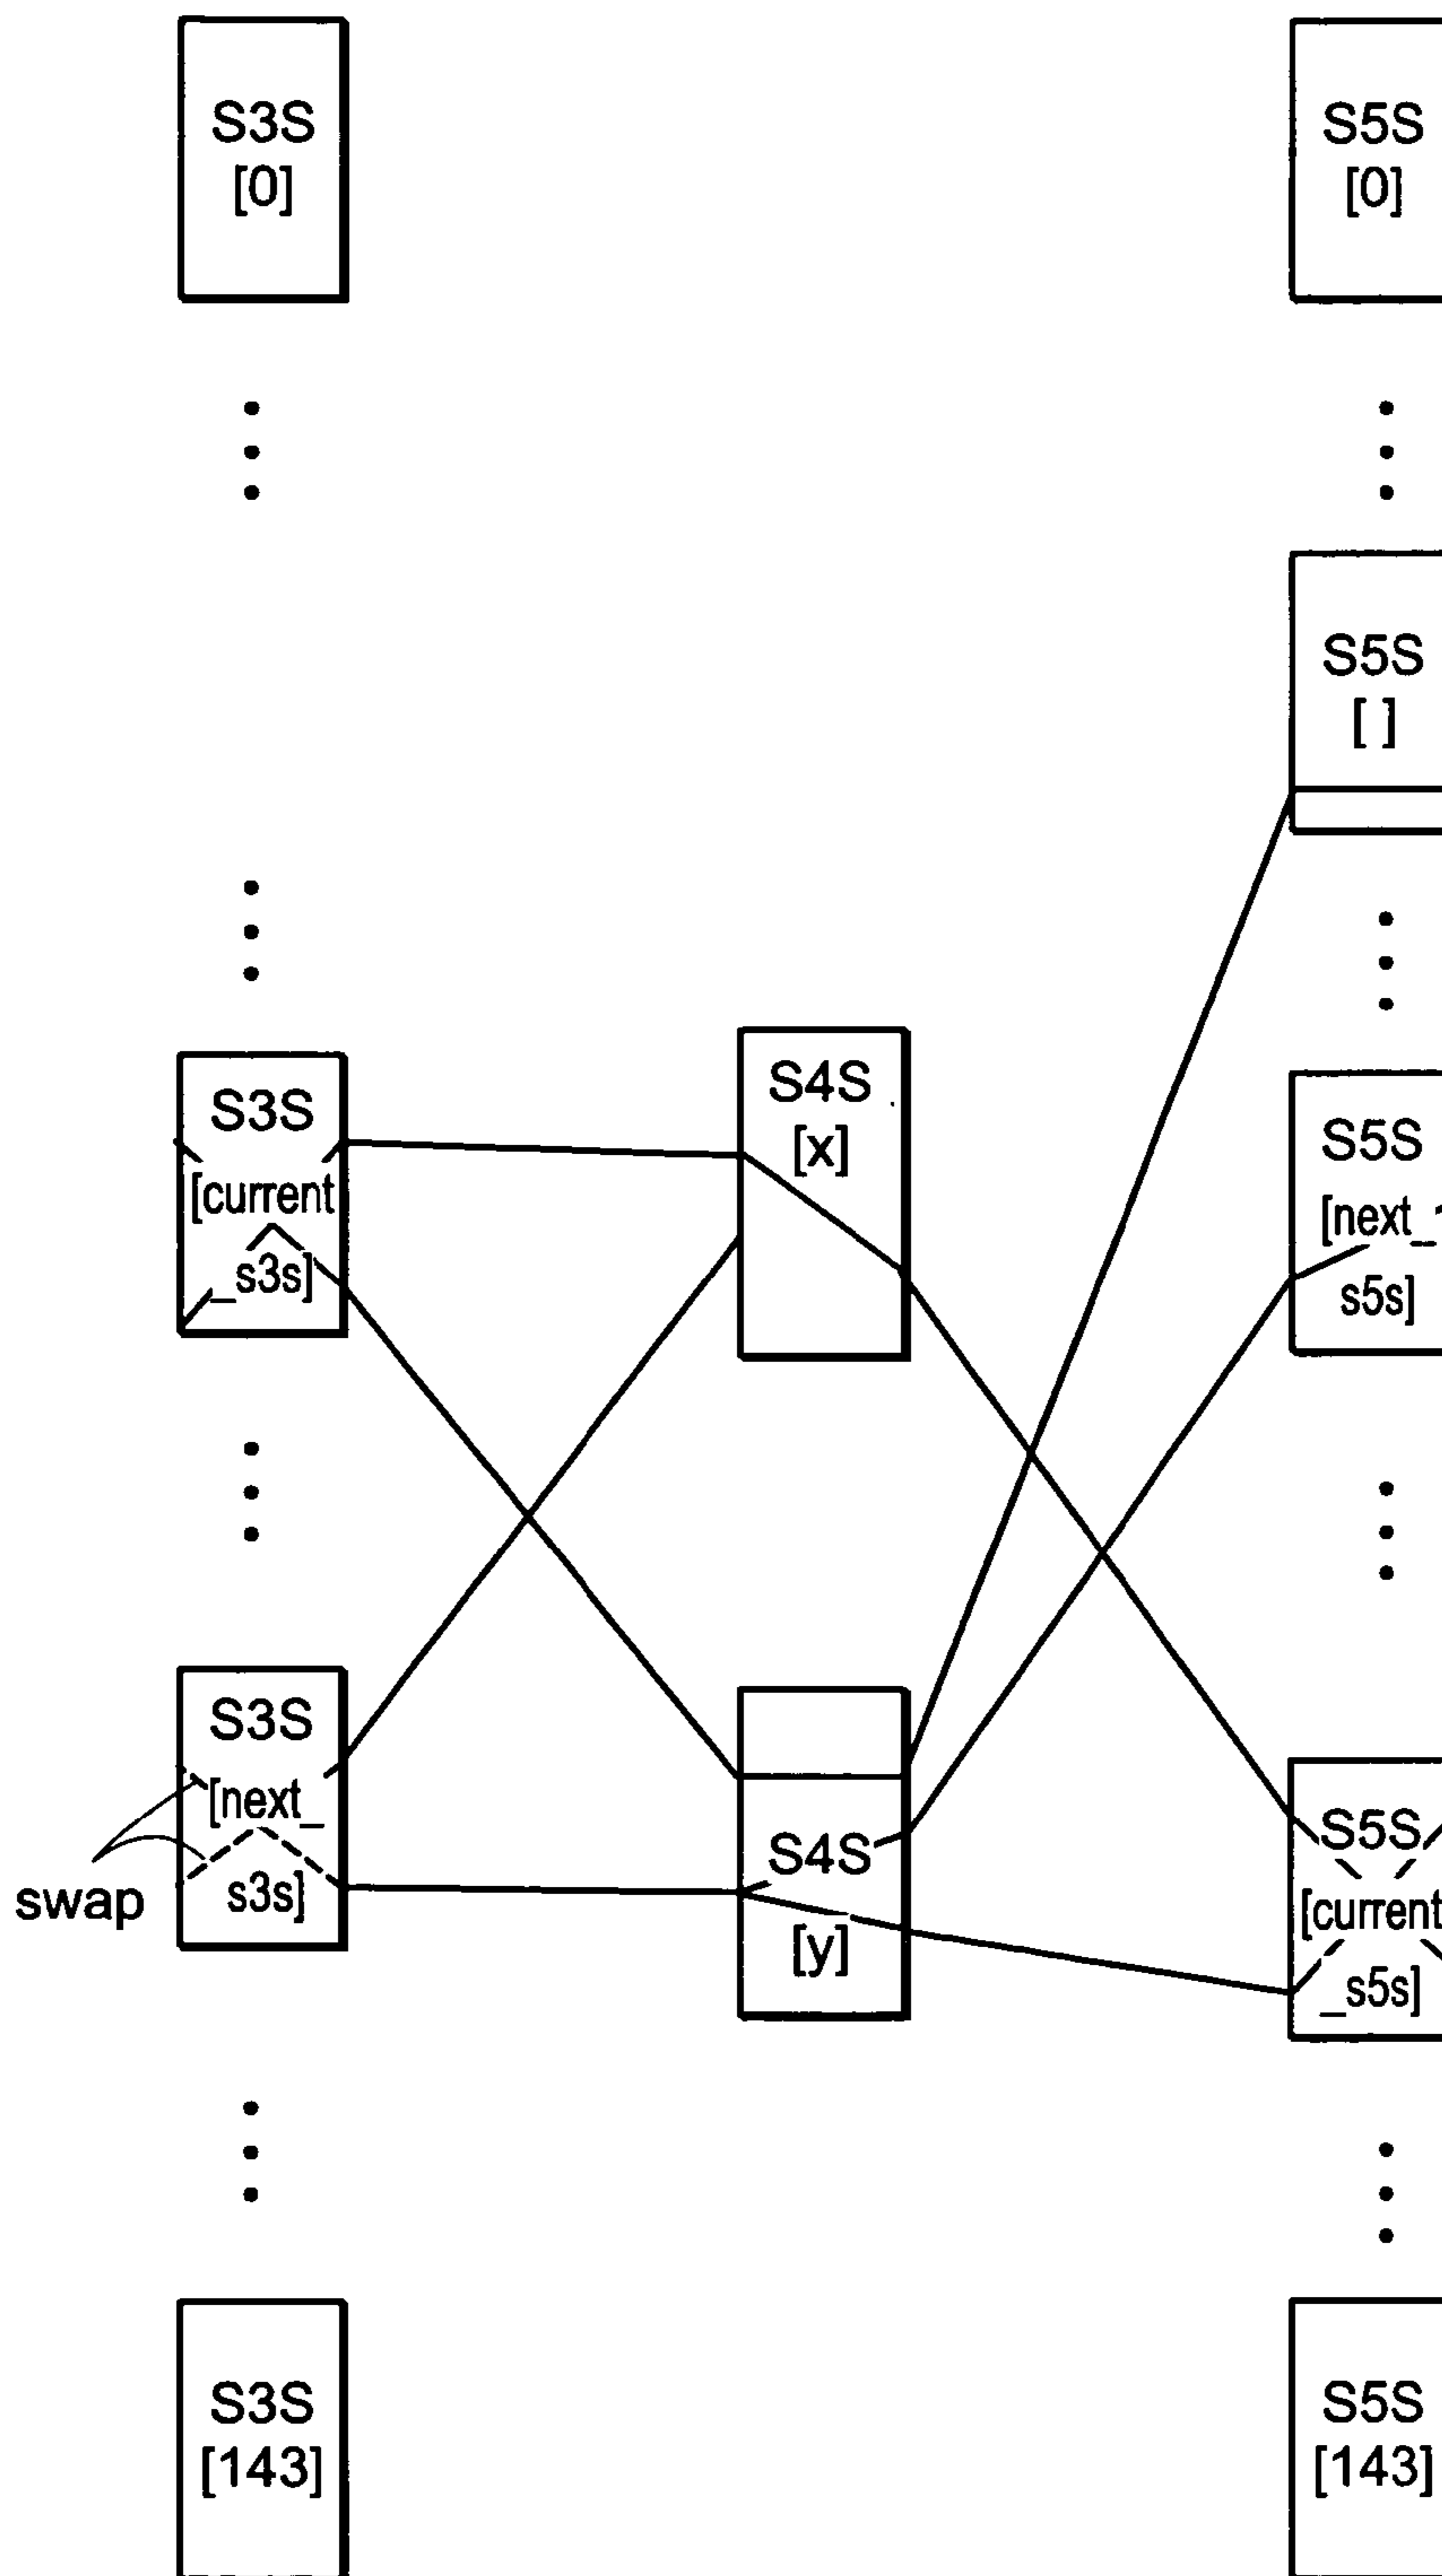 S3S
[0]
S3S
[current
_s3s]
S3S
[next_
s3s]
swap
S3S
[143]
S4S
[x]
S4S
[y]
S5S
[0]
S5S
[ ]
S5S
[next_
s5s]
S5S
[current
_s5s]
S5S
[143]